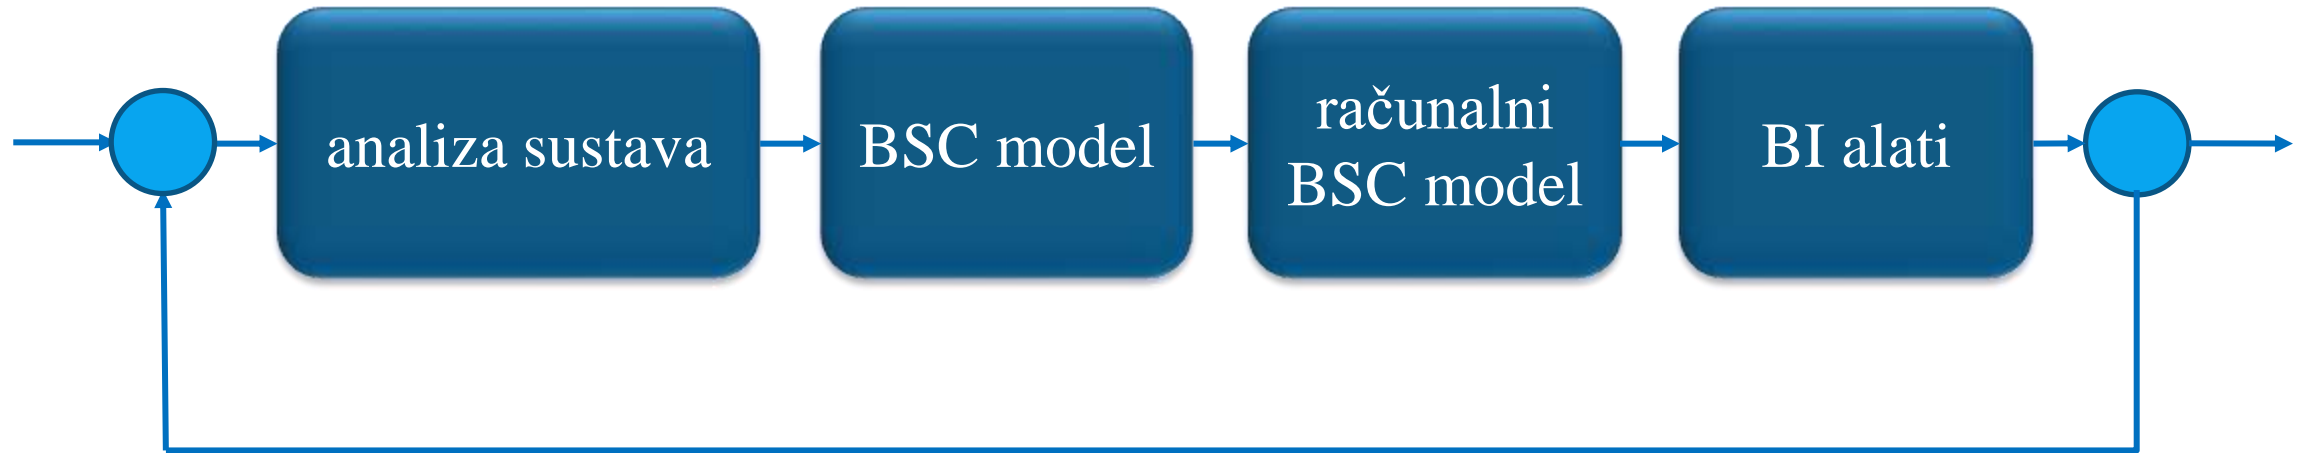 analiza sustava
BSC model
računalni
BSC model
BI alati